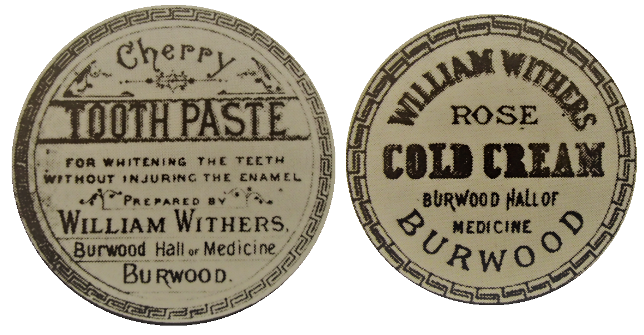 Cherry
TOOTH PASTE
FOR WHITENING THE TEETH
WITHOUT INJURING THE ENAMEL
PREPARED BY
WILLIAM WITHERS,
Burwood Hall of Medicine
BURWOOD.
WILLIAM WITHERS
ROSE
COLD CREAM
BURWOOD HALL OF
MEDICINE
BURWOOD